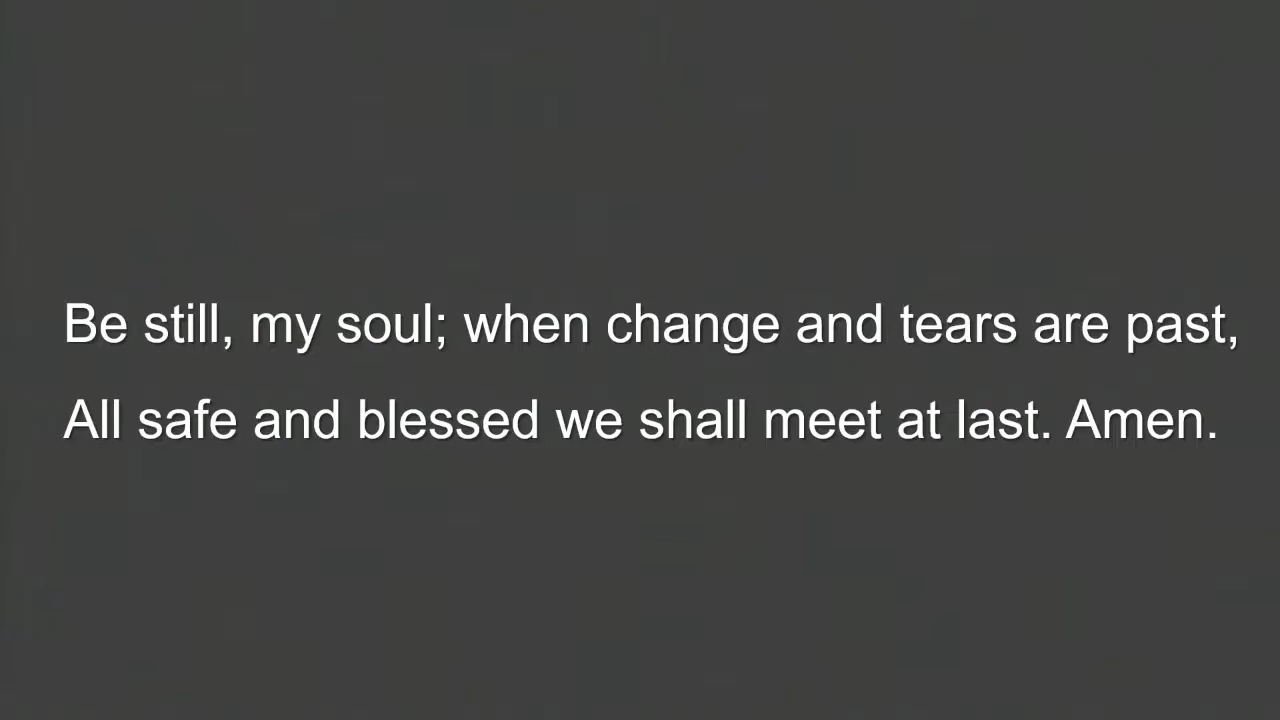 Be still, my soul; when change and tears are past,
All safe and blessed we shall meet at last. Amen.